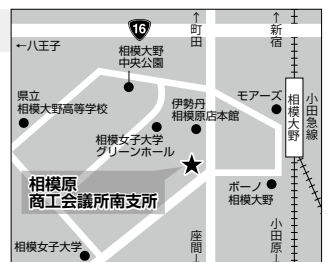 ↑町田
↑新宿
16
←八王子
相模大野
中央公園
県立
相模大野高等学校
伊勢丹
相模原店本館
モアーズ
相模大野
小田急線
相模女子大学
グリーンホール
相模原
商工会議所南支所
ボーノ
相模大野
相模女子大学
座間↓
小田原↓